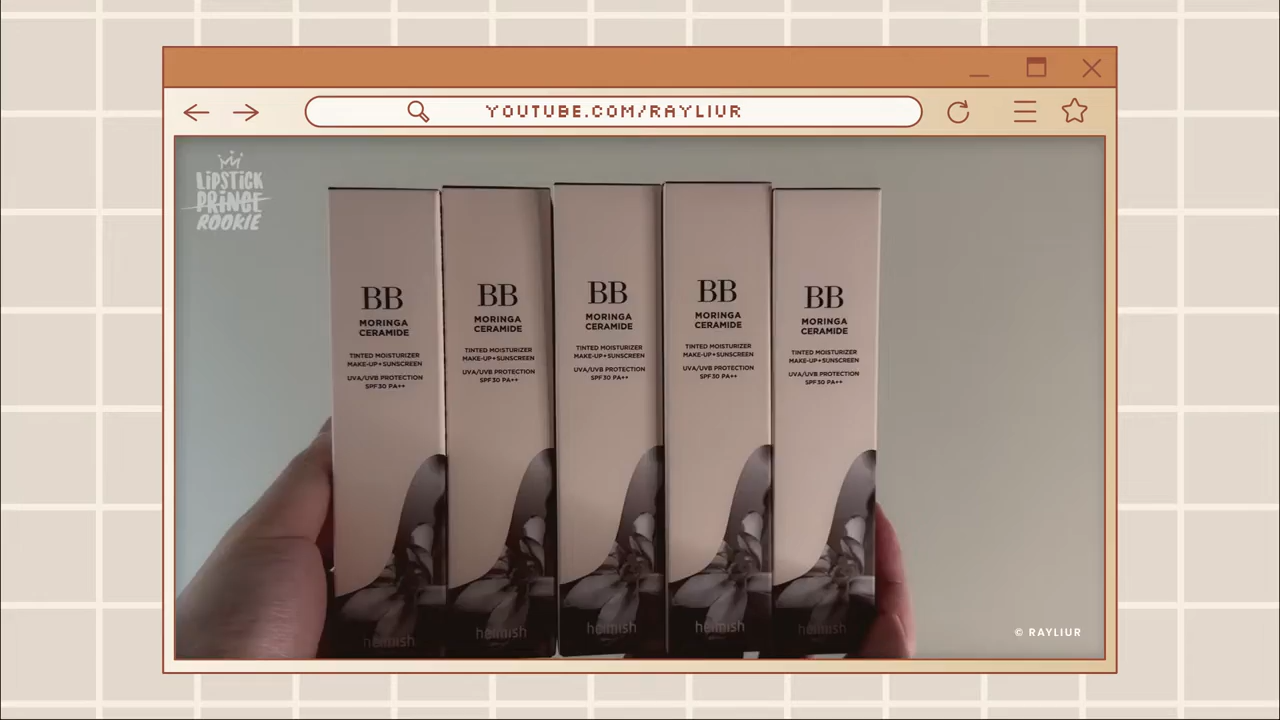 YOUTUBE.COM/RAYLIUR
LiPSTiCK
PRiNCE
ROOKiE
BB
MORINGA
CERAMIDE
TINTED MOISTURIZER
MAKE-UP+SUNSCREEN
UVA/UVB PROTECTION
SPF30 PA++
heimish
BB
MORINGA
CERAMIDE
TINTED MOISTURIZER
MAKE-UP+SUNSCREEN
UVA/UVB PROTECTION
SPF30 PA++
heimish
BB
MORINGA
CERAMIDE
TINTED MOISTURIZER
MAKE-UP+SUNSCREEN
UVA/UVB PROTECTION
SPF30 PA++
heimish
BB
MORINGA
CERAMIDE
TINTED MOISTURIZER
MAKE-UP+SUNSCREEN
UVA/UVB PROTECTION
SPF30 PA++
heimish
BB
MORINGA
CERAMIDE
TINTED MOISTURIZER
MAKE-UP+SUNSCREEN
UVA/UVB PROTECTION
SPF30 PA++
heimish
© RAYLIUR